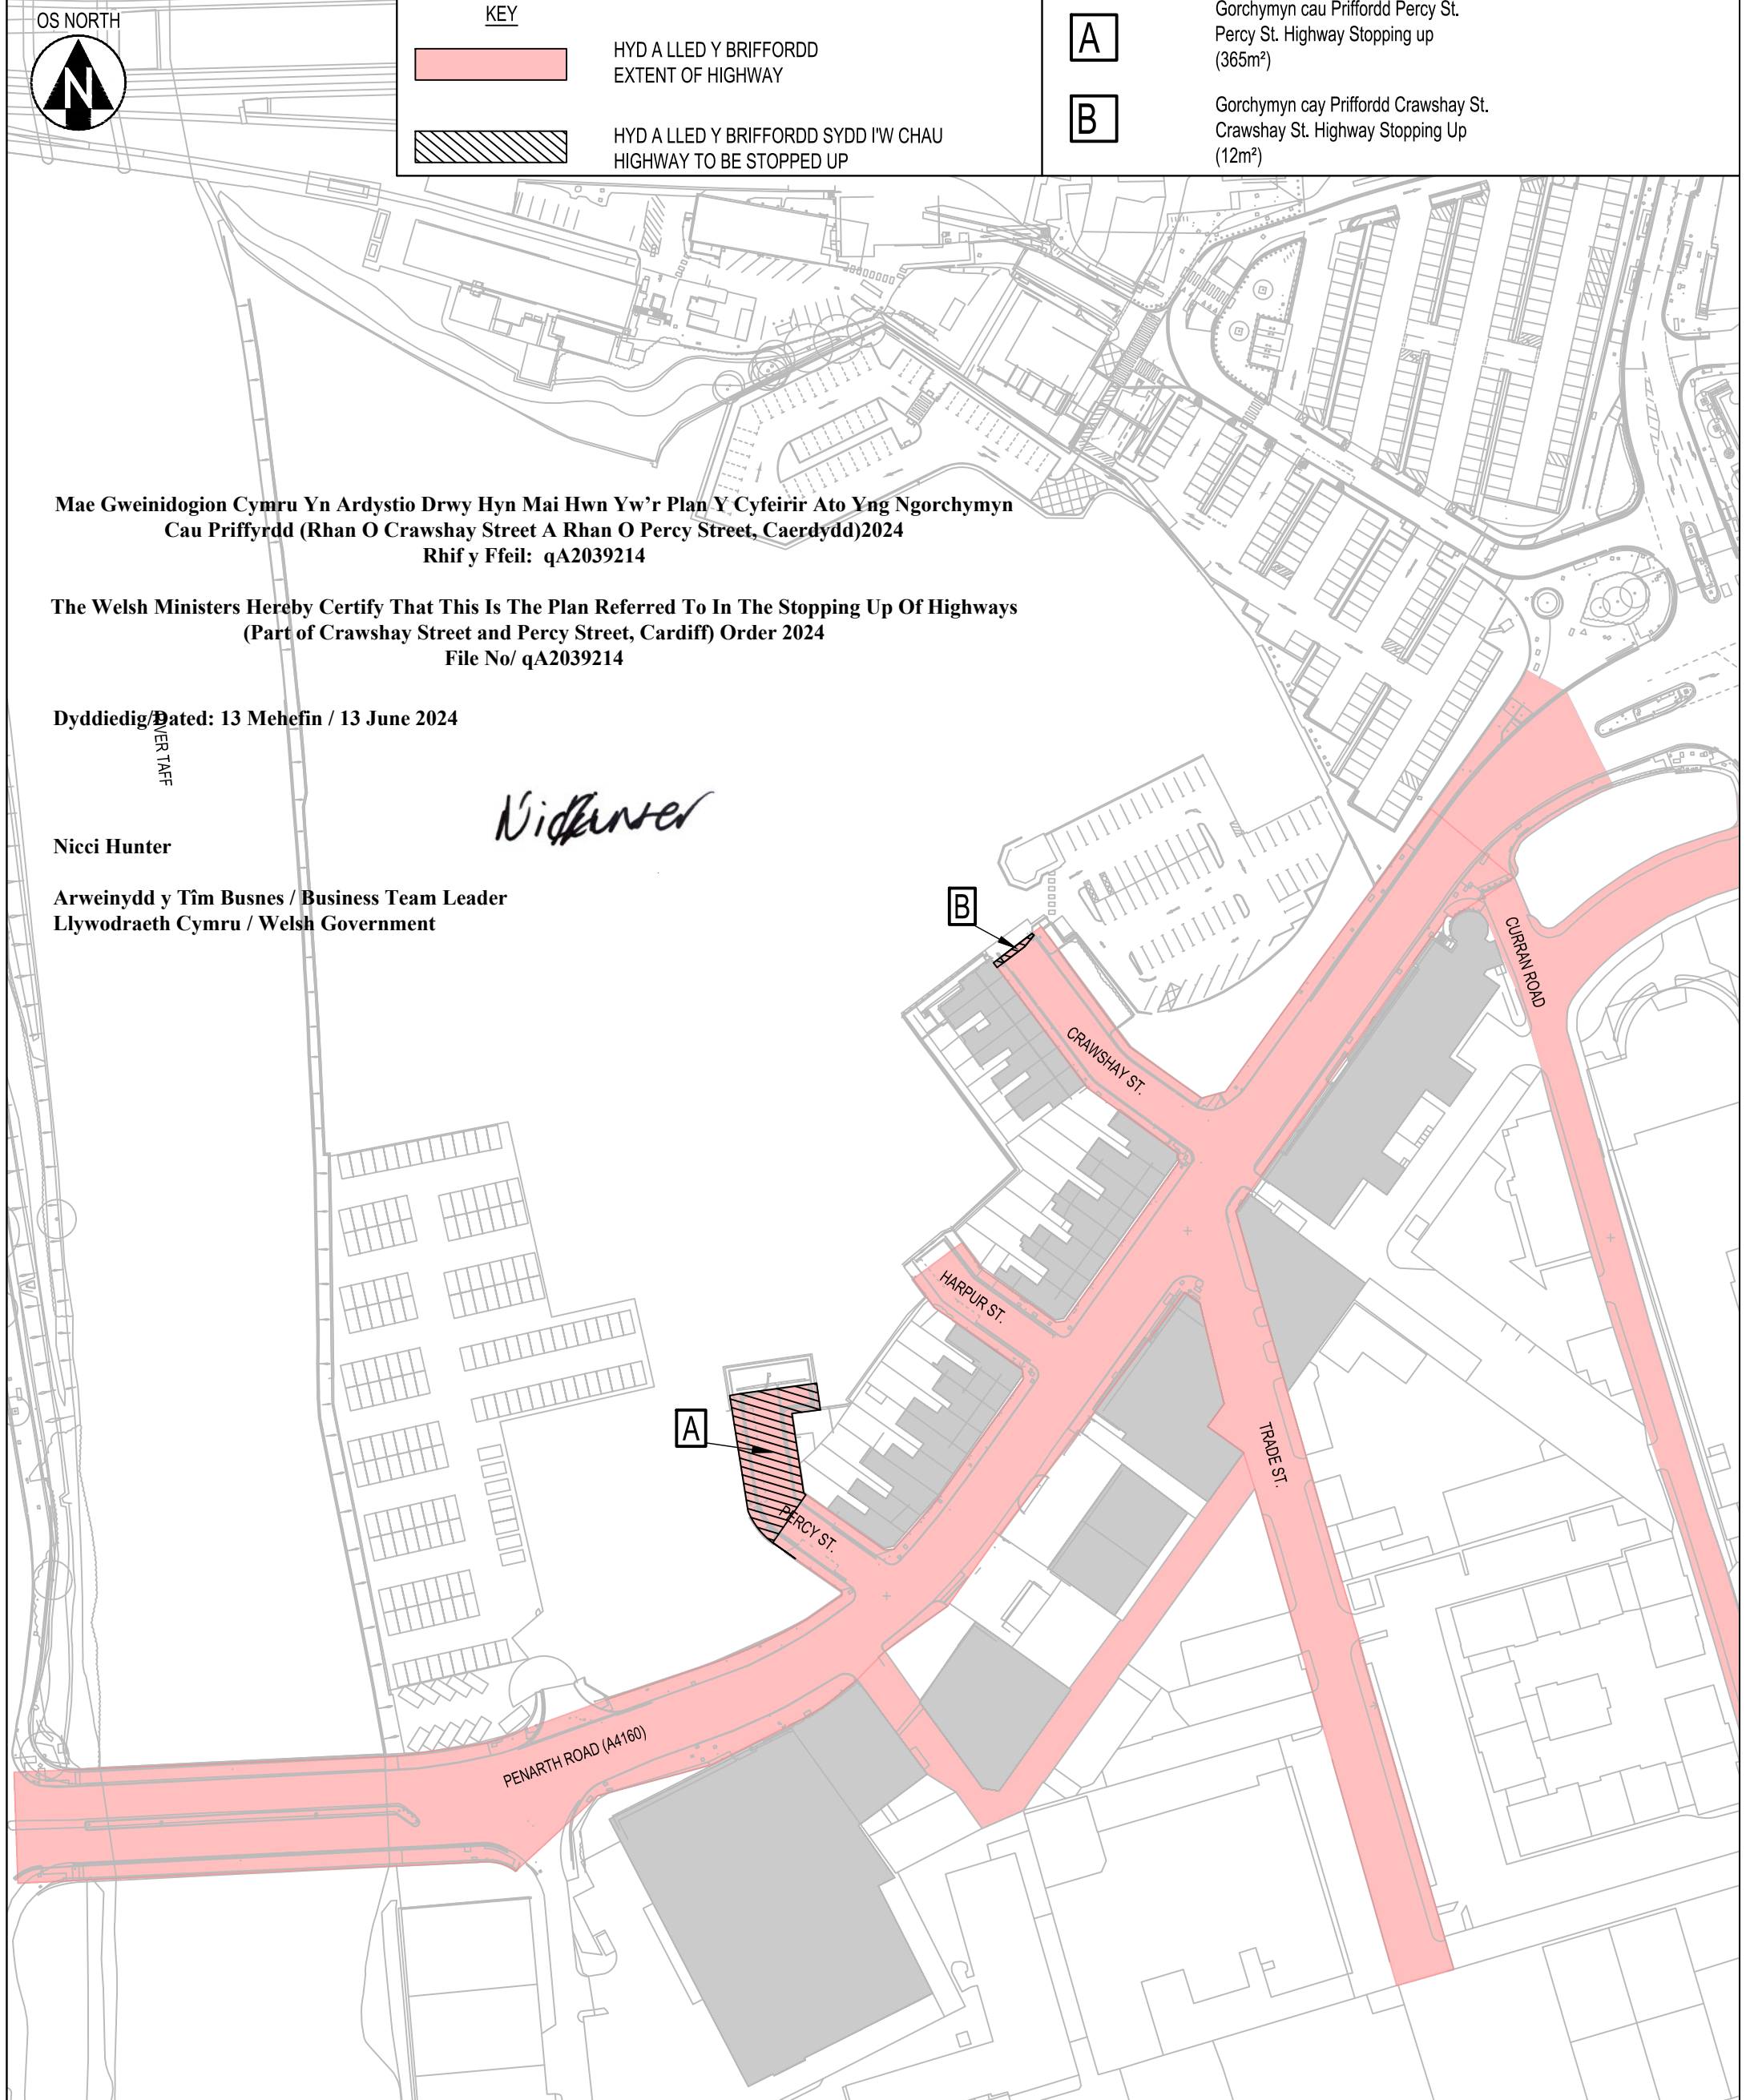 OS NORTH
N
KEY
HYD A LLED Y BRIFFORDD
EXTENT OF HIGHWAY
HYD A LLED Y BRIFFORDD SYDD I'W CHAU
HIGHWAY TO BE STOPPED UP
A
Gorchymyn cau Priffordd Percy St.
Percy St. Highway Stopping up
(365m²)
B
Gorchymyn cay Priffordd Crawshay St.
Crawshay St. Highway Stopping Up
(12m²)
Mae Gweinidogion Cymru Yn Ardystio Drwy Hyn Mai Hwn Yw’r Plan Y Cyfeirir Ato Yng Ngorchymyn
Cau Priffyrdd (Rhan O Crawshay Street A Rhan O Percy Street, Caerdydd)2024
Rhif y Ffeil: qA2039214
The Welsh Ministers Hereby Certify That This Is The Plan Referred To In The Stopping Up Of Highways
(Part of Crawshay Street and Percy Street, Cardiff) Order 2024
File No/ qA2039214
Dyddiedig/Dated: 13 Mehefin / 13 June 2024
RIVER TAFF
Nicci Hunter
Arweinydd y Tîm Busnes / Business Team Leader
Llywodraeth Cymru / Welsh Government
B
CURRAN ROAD
CRAWSHAY ST.
HARPUR ST.
A
TRADE ST.
PERCY ST.
PENARTH ROAD (A4160)